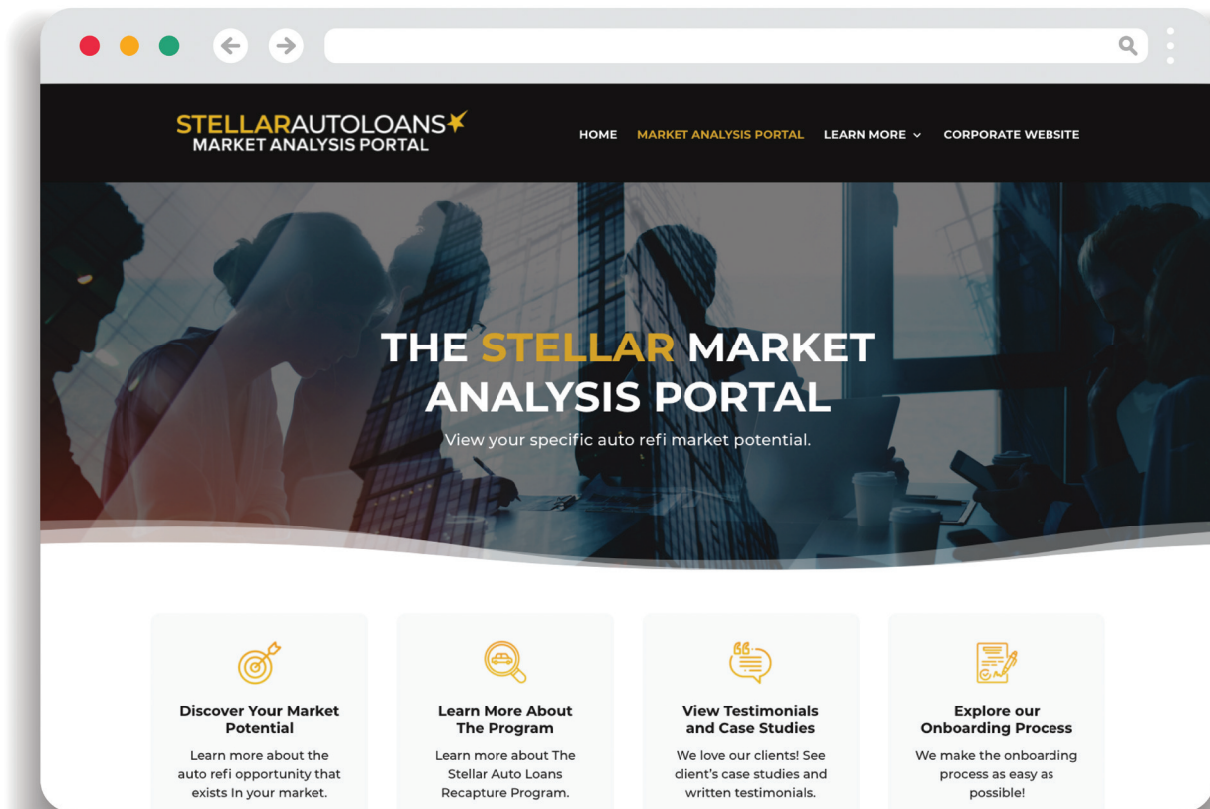 STELLARAUTOLOANS
MARKET ANALYSIS PORTAL
HOME MARKET ANALYSIS PORTAL LEARN MORE CORPORATE WEBSITE
THE STELLAR MARKET
ANALYSIS PORTAL
View your specific auto refi market potential.
Discover Your Market
Potential
Learn more about the
auto refi opportunity that
exists In your market.
Learn More About
The Program
Learn more about The
Stellar Auto Loans
Recapture Program.
View Testimonials
and Case Studies
We love our clients! See
dient's case studies and
written testimonials.
Explore our
Onboarding Process
We make the onboarding
process as easy as
possible!